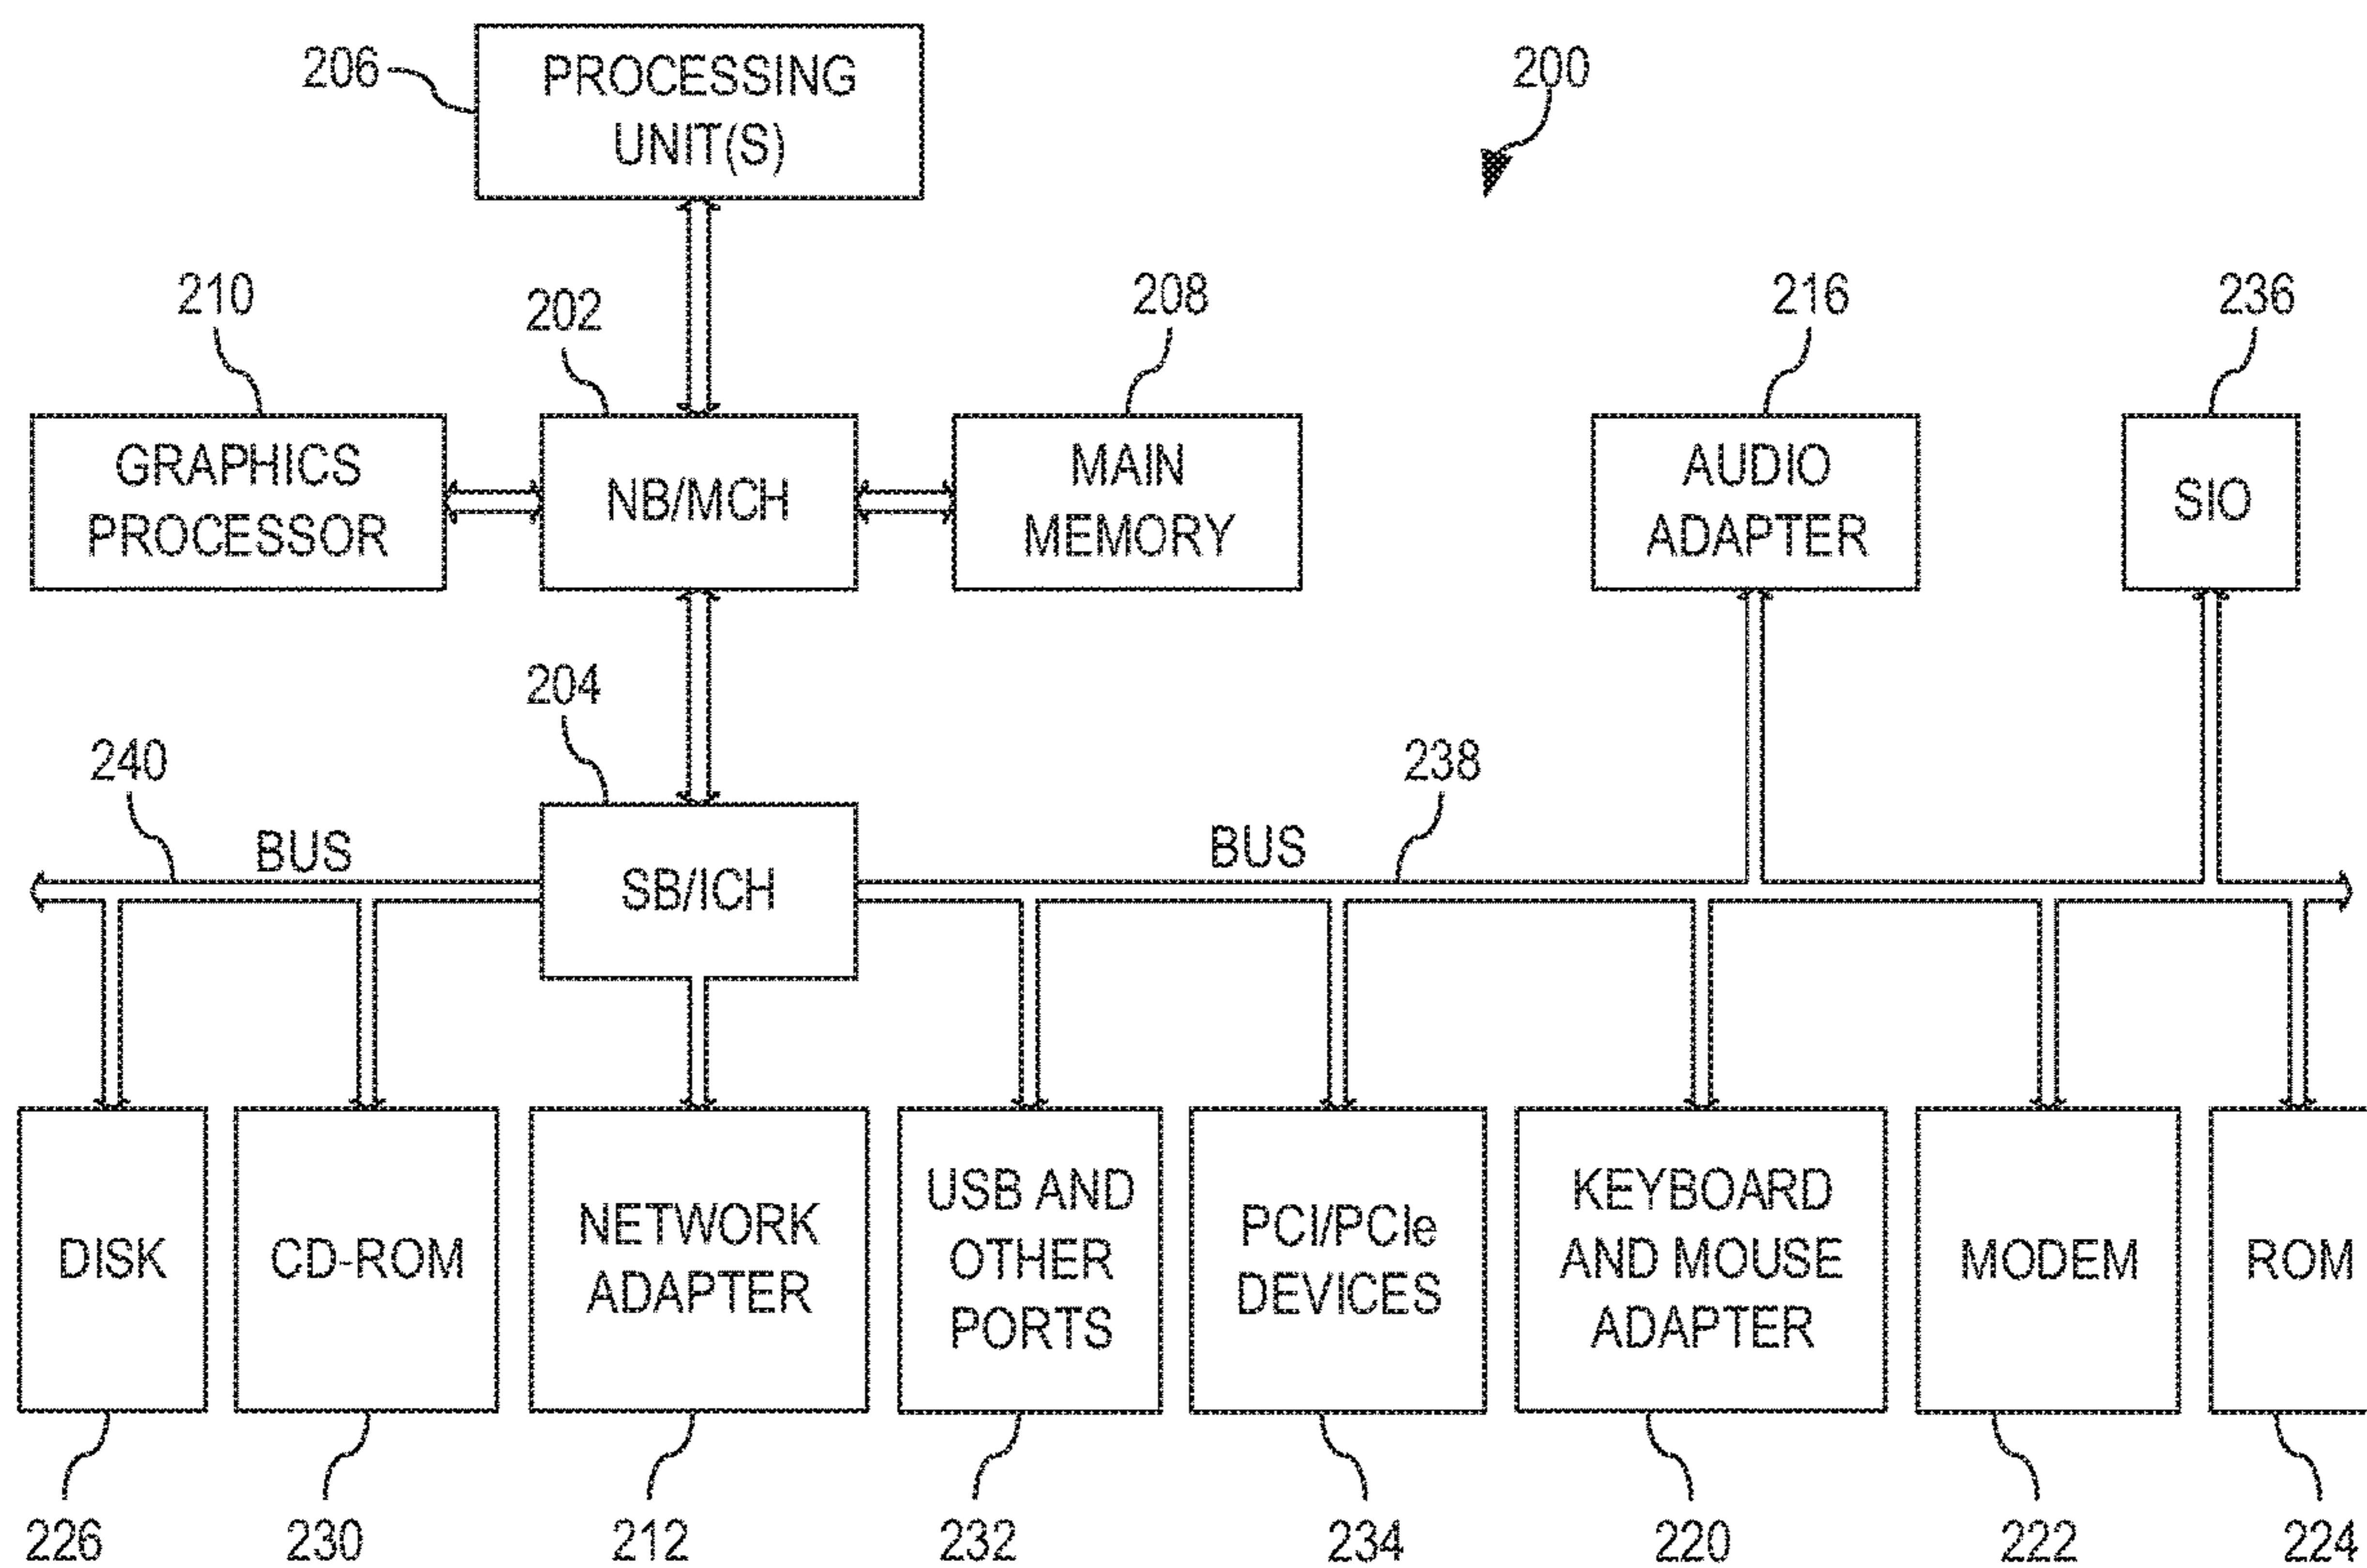 206
PROCESSING
UNIT(S)
200
210
202
208
216
236
GRAPHICS
PROCESSOR
NB/MCH
MAIN
MEMORY
AUDIO
ADAPTER
SIO
204
240
238
BUS
BUS
SB/ICH
DISK
CD-ROM
NETWORK
ADAPTER
USB AND
OTHER
PORTS
PCI/PCIe
DEVICES
KEYBOARD
AND MOUSE
ADAPTER
MODEM
ROM
226
230
212
232
234
220
222
224